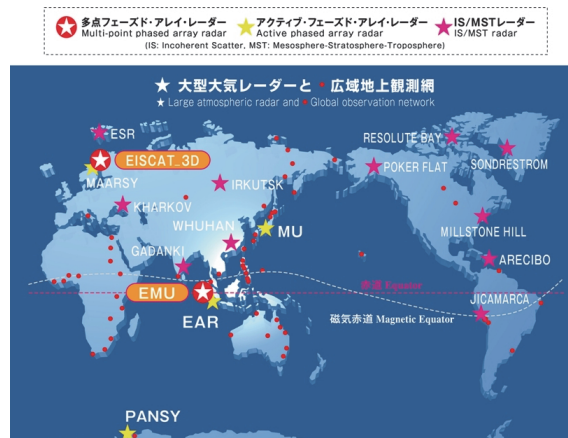 多点フェーズド・アレイ・レーダー
Multi-point phased array radar
アクティブ・フェーズド・アレイ・レーダー
Active phased array radar
IS/MSTレーダー
IS/MST radar
(IS: Incoherent Scatter, MST: Mesosphere-Stratosphere-Troposphere)
大型大気レーダーと 広域地上観測網
Large atmospheric radar and Global observation network
ESR
RESOLUTE BAY
EISCAT_3D
POKER FLAT
SONDRESTROM
MAARSY
IRKUTSK
KHARKOV
WHUHAN
MU
MILLSTONE HILL
GADANKI
ARECIBO
赤道 Equator
EMU
JICAMARCA
EAR
磁気赤道 Magnetic Equator
PANSY